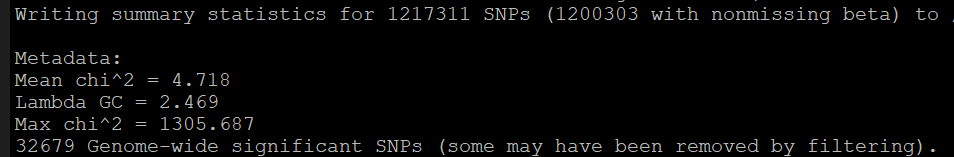 Writing summary statistics for 1217311 SNPs (1200303 with nonmissing beta) to
Metadata:
Mean chi^2 = 4.718
Lambda GC = 2.469
Max chi^2 = 1305.687
32679 Genome-wide significant SNPs (some may have been removed by filtering).